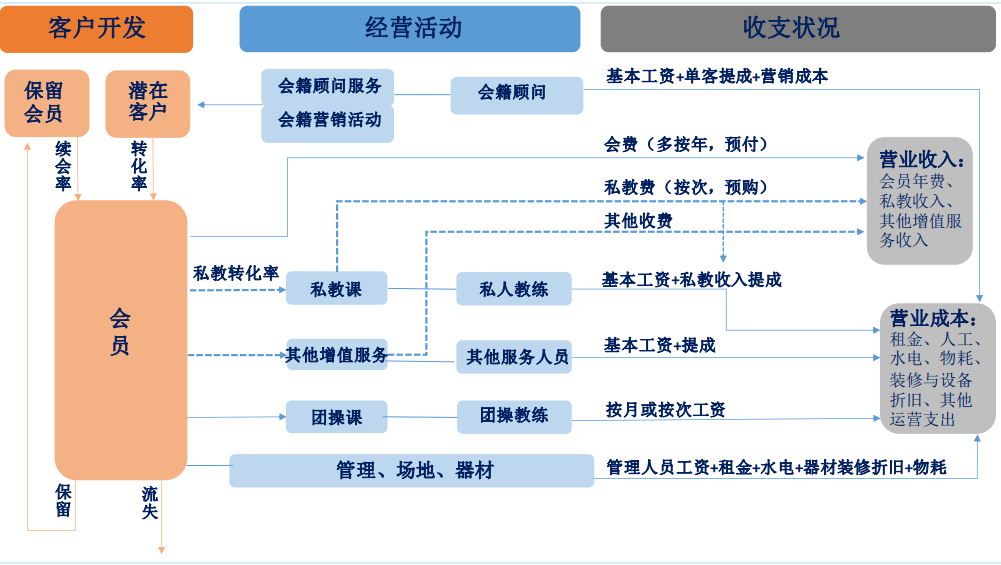 客户开发
经营活动
收支状况
保留
会员
潜在
客户
会籍顾问服务
会籍营销活动
会籍顾问
基本工资+单客提成+营销成本
续会率
转化率
会费（多按年，预付）
私教费（按次，预购）
其他收费
营业收入：
会员年费、
私教收入、
其他增值服
务收入
私教转化率
私教课
私人教练
基本工资+私教收入提成
会员
其他增值服务
其他服务人员
基本工资+提成
营业成本：
租金、人工、
水电、物耗、
装修与设备
折旧、其他
运营支出
团操课
团操教练
按月或按次工资
管理、场地、器材
管理人员工资+租金+水电+器材装修折旧+物耗
保留
流失